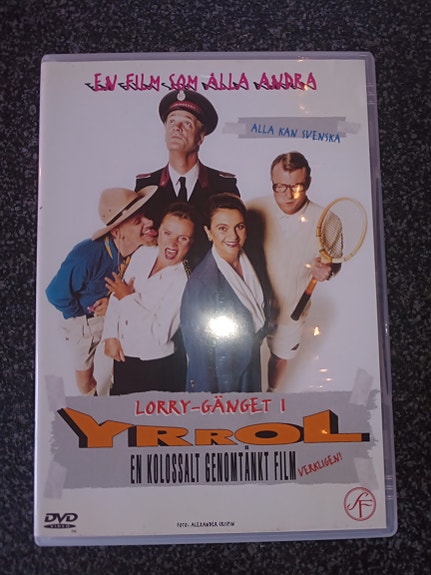 EN FILM SOM ALLA ANDRA
ALLA KAN SVENSKA
LORRY-GÄNGET I
YRROL
EN KOLOSSALT GENOMTÄNKT FILM
VERKLIGEN!
DVD
VIDEO
FOTO: ALEXANDER CRISPIN
SF